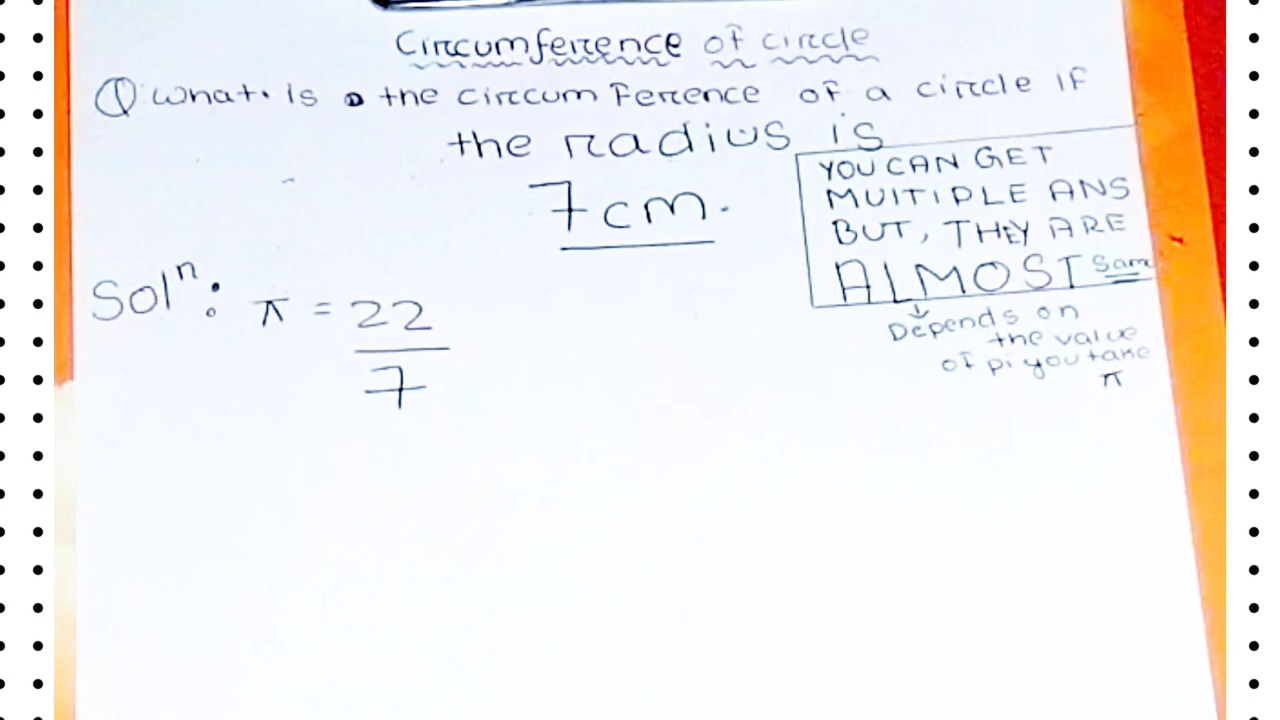 Circumference of circle
① what is the circumference of a circle if
the radius is
7cm.
YOU CAN GET
MUITIPLE ANS
BUT, THEY ARE
ALMOST Same
↓
Depends on
the value
of pi you take
π
Solⁿ: π = 22
7